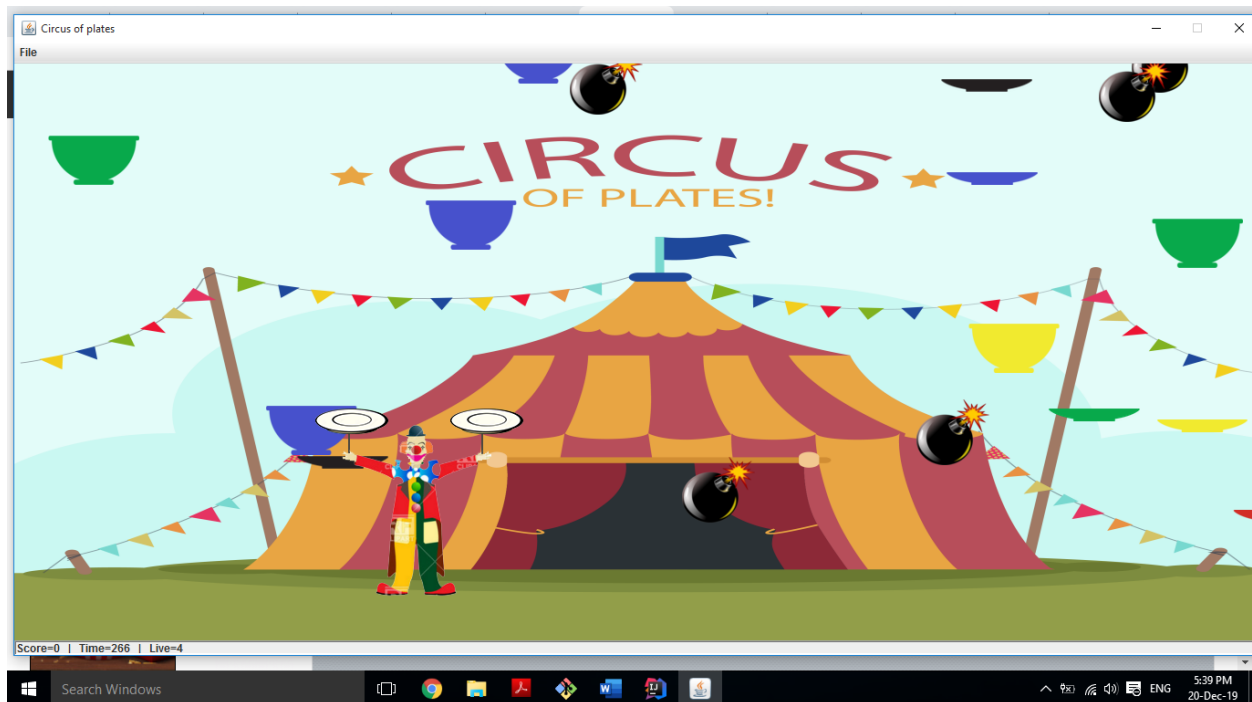 Circus of plates
File
CIRCUS
OF PLATES!
Score=0 | Time=266 | Live=4
Search Windows
ENG
5:39 PM
20-Dec-19